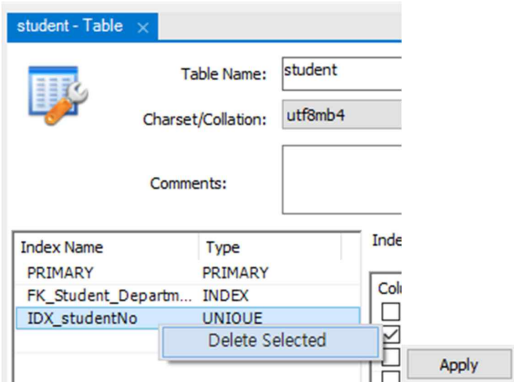 student - Table ×
Table Name: student
Charset/Collation: utf8mb4
Comments:
Index Name Type
PRIMARY PRIMARY
FK_Student_Departm... INDEX
IDX_studentNo UNIQUE
Delete Selected
Inde
Colu
Apply